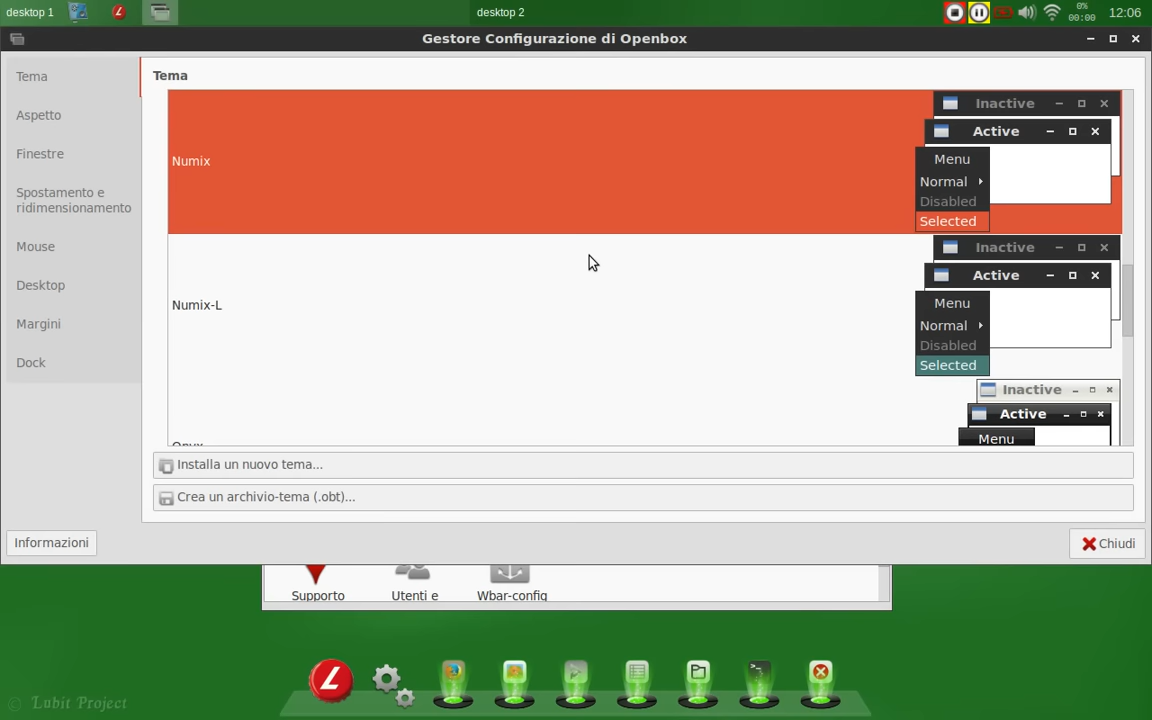 desktop 1
desktop 2
0%
00:00
12:06
Gestore Configurazione di Openbox
Tema
Aspetto
Finestre
Spostamento e
ridimensionamento
Mouse
Desktop
Margini
Dock
Tema
Numix
Inactive
Active
Menu
Normal
Disabled
Selected
Numix-L
Inactive
Active
Menu
Normal
Disabled
Selected
Onyx
Inactive
Active
Menu
Installa un nuovo tema...
Crea un archivio-tema (.obt)...
Informazioni
Chiudi
Supporto
Utenti e
Wbar-config
L
>_
© Lubit Project